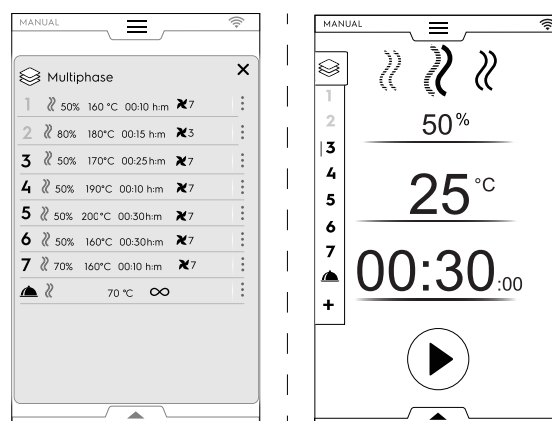 MANUAL
Multiphase
1 50% 160 °C 00:10 h:m 7
2 80% 180°C 00:15 h:m 3
3 50% 170°C 00:25h:m 7
4 50% 190°C 00:10 h:m 7
5 50% 200°C 00:30h:m 7
6 50% 160°C 00:30h:m 7
7 70% 160°C 00:10 h:m 7
70 °C ∞
MANUAL
1
2
3
4
5
6
7
+
50%
25°C
00:30:00